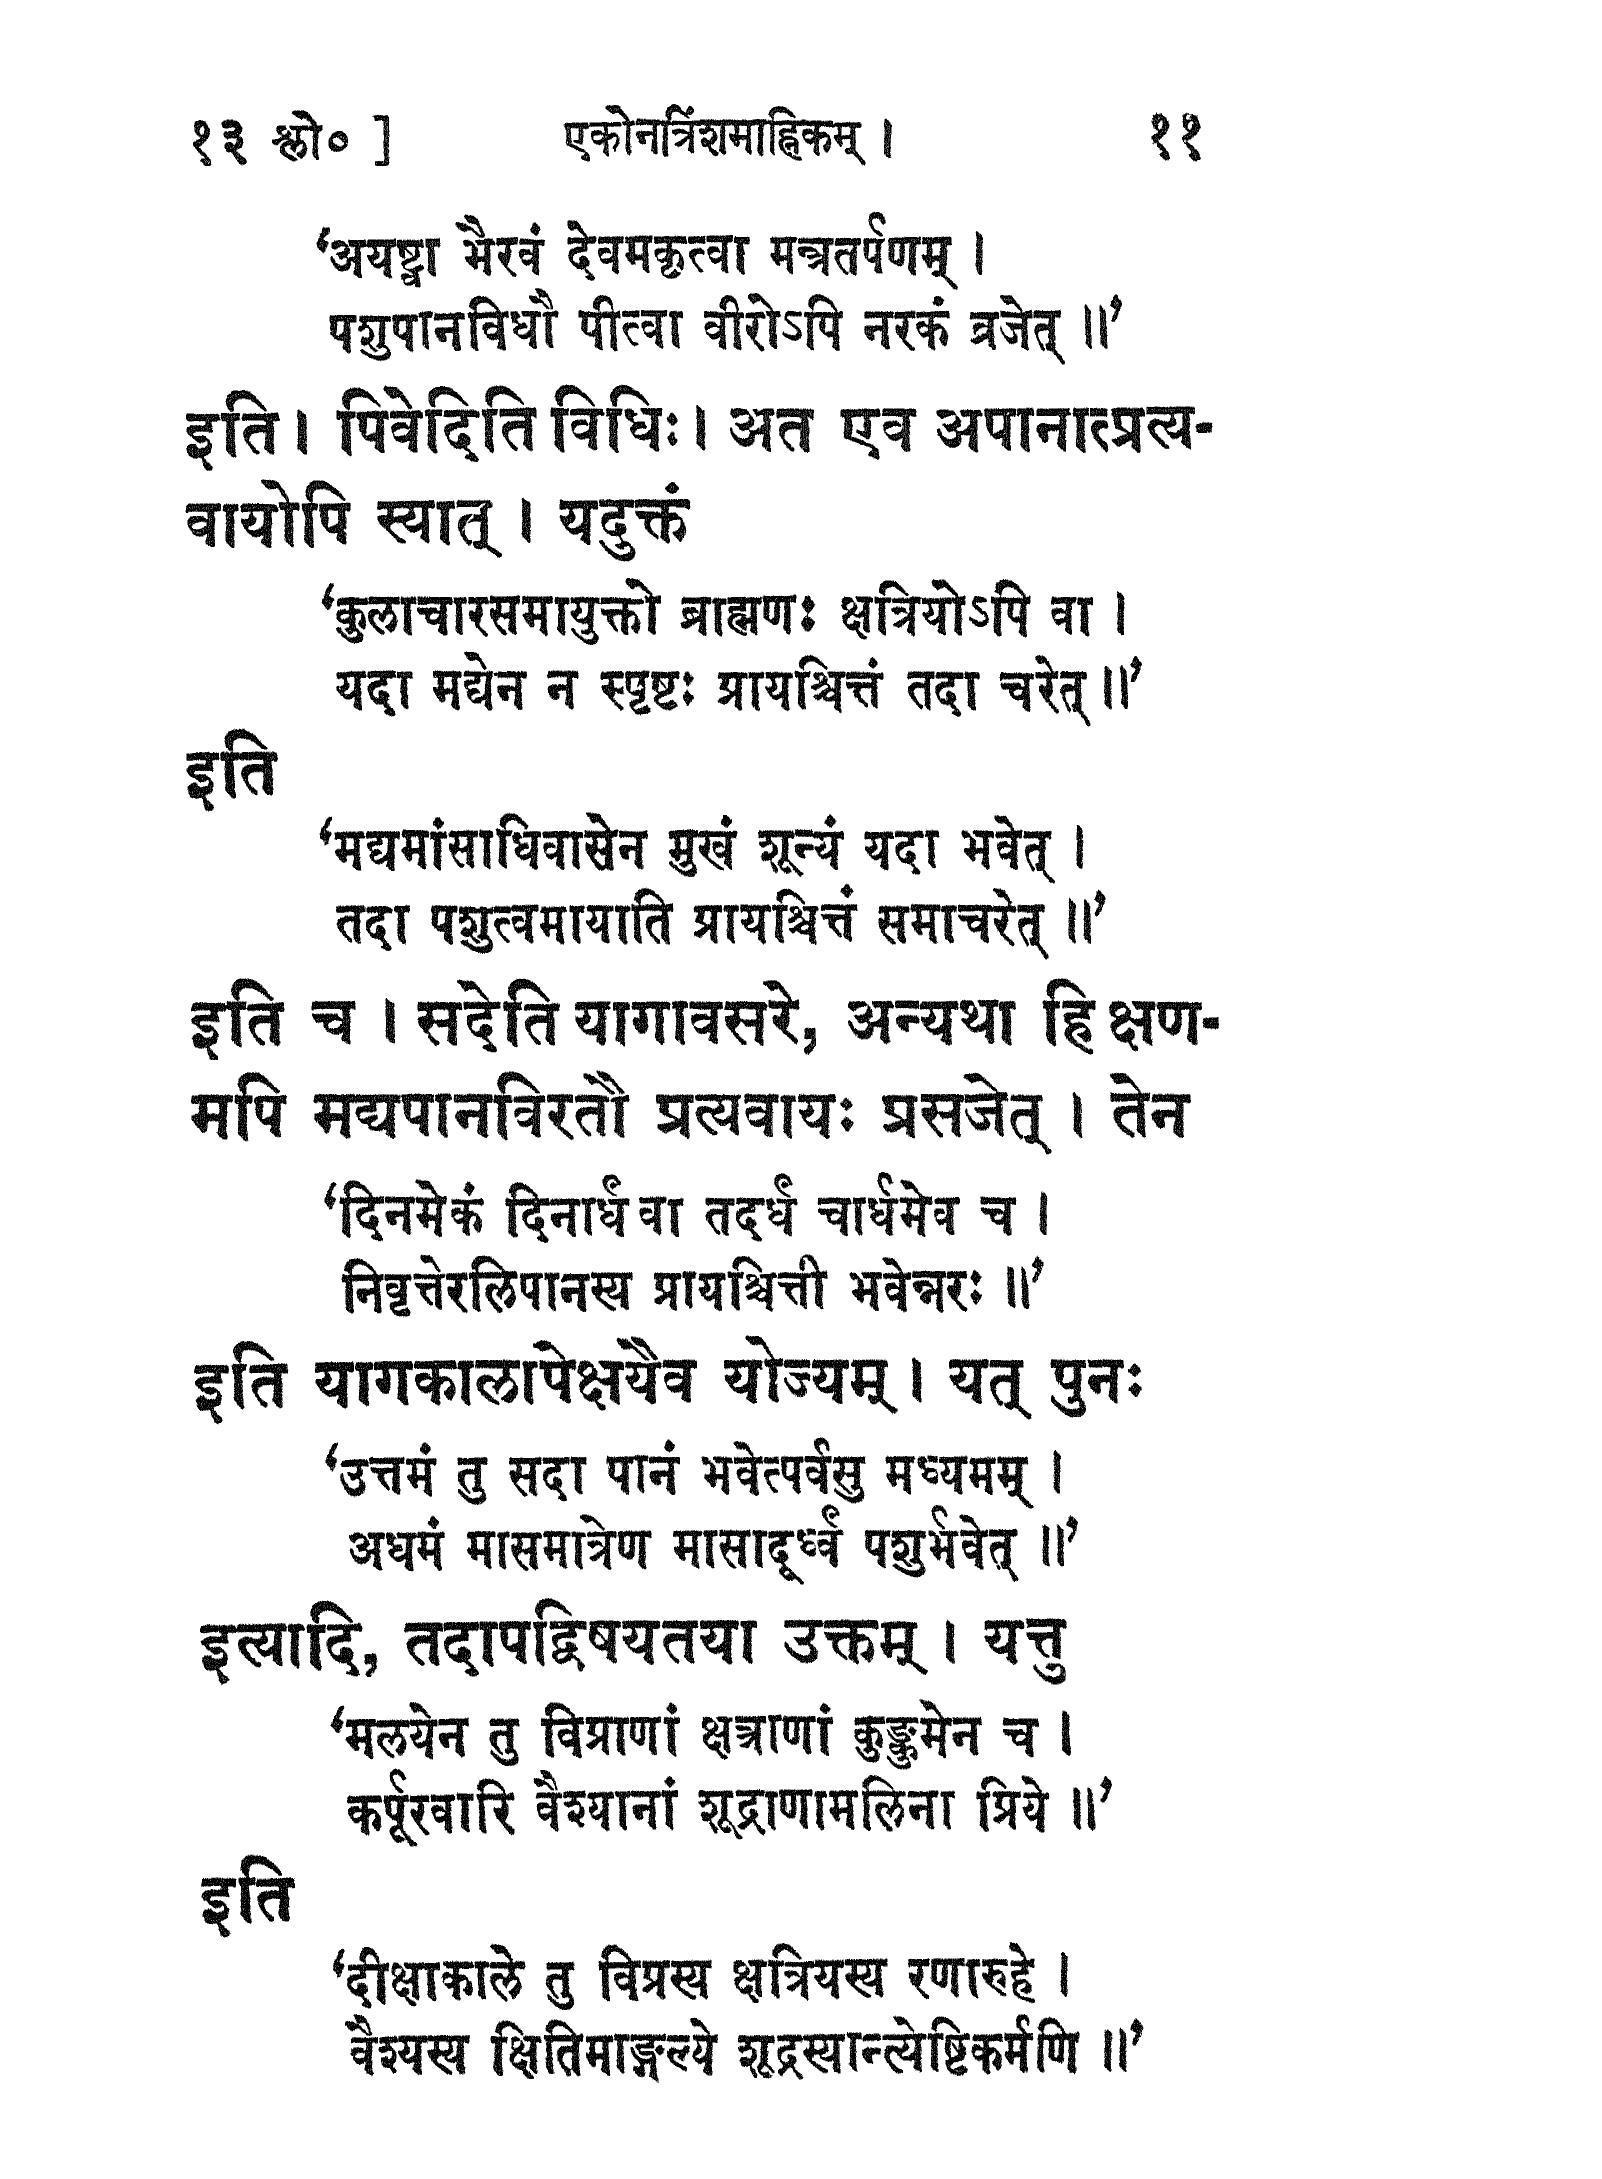 १३ श्लो० ] एकोनत्रिंशमाह्निकम् । ११
‘अयष्ट्वा भैरवं देवमकृत्वा मन्त्रतर्पणम् ।
पशुपानविधौ पीत्वा वीरोऽपि नरकं व्रजेत् ॥’
इति । पिवेदिति विधिः । अत एव अपानात्प्रत्य-
वायोपि स्यात् । यदुक्तं
‘कुलाचारसमायुक्तो ब्राह्मणः क्षत्रियोऽपि वा ।
यदा मद्येन न स्पृष्टः प्रायश्चित्तं तदा चरेत् ॥’
इति
‘मद्यमांसाधिवासेन मुखं शून्यं यदा भवेत् ।
तदा पशुत्वमायाति प्रायश्चित्तं समाचरेत् ॥’
इति च । सदेति यागावसरे, अन्यथा हि क्षण-
मपि मद्यपानविरतौ प्रत्यवायः प्रसजेत् । तेन
‘दिनमेकं दिनार्धं वा तदर्धं चार्धमेव च ।
निवृत्तेरलिपानस्य प्रायश्चित्ती भवेन्नरः ॥’
इति यागकालापेक्षयैव योज्यम् । यत् पुनः
‘उत्तमं तु सदा पानं भवेत्पर्वसु मध्यमम् ।
अधमं मासमात्रेण मासादूर्ध्वं पशुर्भवेत् ॥’
इत्यादि, तदापद्विषयतया उक्तम् । यत्तु
‘मलयेन तु विप्राणां क्षत्त्राणां कुङ्कुमेन च ।
कर्पूरवारि वैश्यानां शूद्राणामलिना प्रिये ॥’
इति
‘दीक्षाकाले तु विप्रस्य क्षत्रियस्य रणारुहे ।
वैश्यस्य क्षितिमाङ्गल्ये शूद्रस्यान्त्येष्टिकर्मणि ॥’